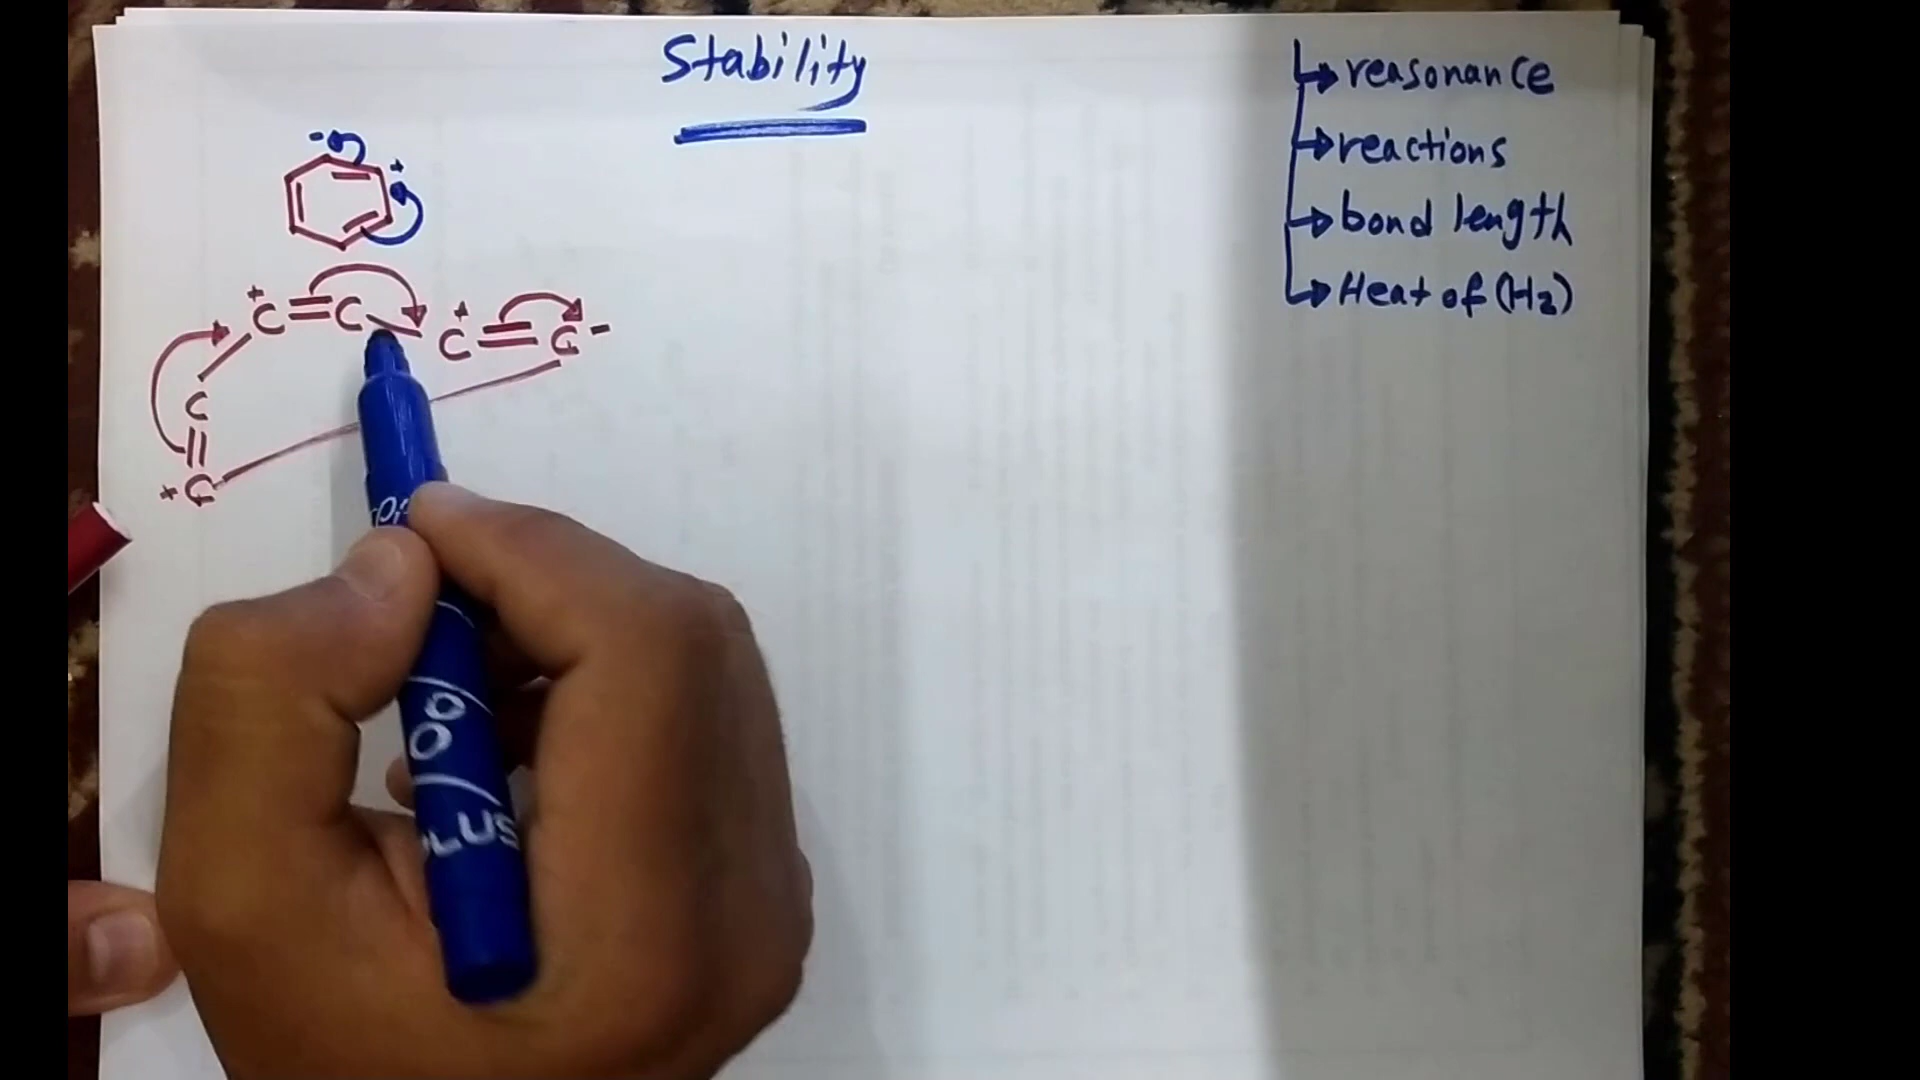 Stability
reasonance
reactions
bond length
Heat of (H2)
- +
+ C = C C + = C -
C
+ C